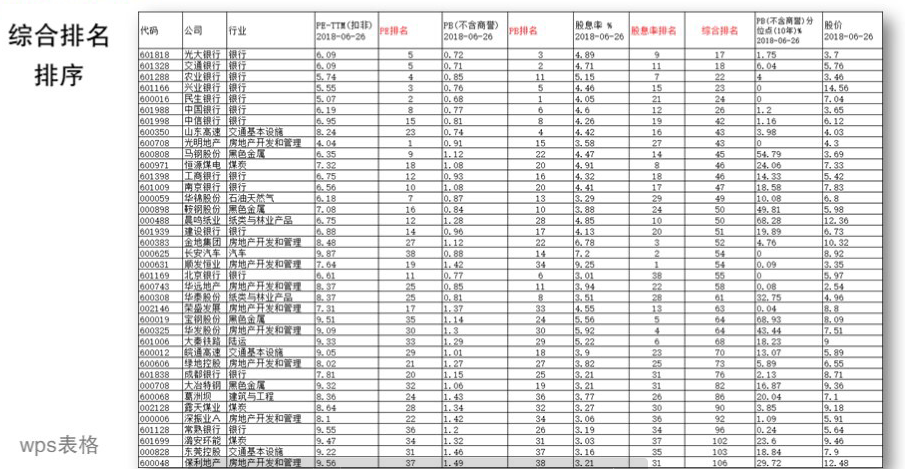 综合排名
排序
代码 公司 行业 PE-TTM(扣非) 2018-06-26 PE排名 PB(不含商誉) 2018-06-26 PB排名 股息率 % 2018-06-26 股息率排名 综合排名 PB(不含商誉)分位点(10年)% 2018-06-26 股价 2018-06-26
601818 光大银行 银行 6.09 5 0.72 3 4.89 9 17 1.75 3.7
601328 交通银行 银行 6.09 5 0.71 2 4.71 11 18 6.04 5.76
601288 农业银行 银行 5.74 4 0.85 11 5.15 7 22 4 3.46
601166 兴业银行 银行 5.55 3 0.76 5 4.46 15 23 0 14.56
600016 民生银行 银行 5.07 2 0.68 1 4.05 21 24 0 7.04
601988 中国银行 银行 6.19 8 0.77 6 4.6 12 26 1.2 3.65
601998 中信银行 银行 6.95 15 0.81 8 4.26 19 42 1.16 6.12
600350 山东高速 交通基本设施 8.24 23 0.74 4 4.42 16 43 3.98 4.03
600708 光明地产 房地产开发和管理 4.04 1 0.91 15 3.58 27 43 0 4.3
600808 马钢股份 黑色金属 6.35 9 1.12 22 4.47 14 45 54.79 3.69
600971 恒源煤电 煤炭 7.32 18 1.08 20 4.91 8 46 24.06 7.33
601398 工商银行 银行 6.75 12 0.93 16 4.32 18 46 14.33 5.42
601009 南京银行 银行 6.56 10 1.08 20 4.41 17 47 18.58 7.83
000059 华锦股份 石油天然气 6.18 7 0.87 13 3.29 29 49 10.08 6.8
000898 鞍钢股份 黑色金属 7.08 16 0.84 10 3.88 24 50 49.81 5.98
000488 晨鸣纸业 纸类与林业产品 6.75 12 1.28 28 4.85 10 50 68.28 12.36
601939 建设银行 银行 6.88 14 0.96 17 4.13 20 51 19.89 6.73
600383 金地集团 房地产开发和管理 8.48 27 1.12 22 6.78 3 52 4.76 10.32
000625 长安汽车 汽车 9.87 38 0.88 14 7.2 2 54 0 8.92
000631 顺发恒业 房地产开发和管理 7.64 19 1.42 34 9.25 1 54 0.09 3.35
601169 北京银行 银行 6.61 11 0.77 6 3.01 38 55 0 5.97
600743 华远地产 房地产开发和管理 8.37 25 0.85 11 3.94 22 58 0.08 2.54
600308 华泰股份 纸类与林业产品 8.37 25 0.81 8 3.51 28 61 32.75 4.96
002146 荣盛发展 房地产开发和管理 7.31 17 1.37 33 4.55 13 63 0.04 8.8
600019 宝钢股份 黑色金属 9.51 35 1.14 24 5.56 5 64 68.93 8.09
600325 华发股份 房地产开发和管理 9.09 30 1.3 30 5.92 4 64 43.44 7.51
601006 大秦铁路 陆运 9.33 33 1.29 29 5.22 6 68 18.23 9
600012 皖通高速 交通基本设施 9.05 29 1.01 18 3.9 23 70 13.07 5.89
600606 绿地控股 房地产开发和管理 8.02 21 1.27 27 3.82 25 73 5.89 6.55
601838 成都银行 银行 7.81 20 1.15 25 3.21 31 76 2.13 8.71
000708 大冶特钢 黑色金属 9.32 32 1.06 19 3.21 31 82 16.87 9.36
600068 葛洲坝 建筑与工程 8.36 24 1.43 36 3.77 26 86 20.04 7.1
002128 露天煤业 煤炭 8.64 28 1.34 32 3.27 30 90 3.85 9.18
000006 深振业A 房地产开发和管理 8.1 22 1.42 34 3.06 36 92 1.09 5.91
601128 常熟银行 银行 9.55 36 1.2 26 3.19 34 96 0.24 5.64
601699 潞安环能 煤炭 9.47 34 1.32 31 3.03 37 102 23.6 9.46
000828 东莞控股 交通基本设施 9.22 31 1.46 37 3.16 35 103 18.84 7.9
600048 保利地产 房地产开发和管理 9.56 37 1.49 38 3.21 31 106 29.72 12.48
wps表格